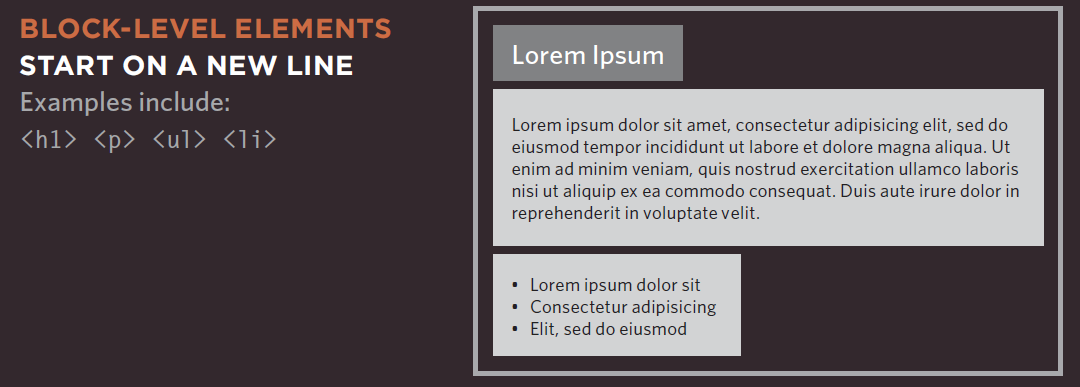 BLOCK-LEVEL ELEMENTS
START ON A NEW LINE
Examples include:
<h1> <p> <ul> <li>
Lorem Ipsum
Lorem ipsum dolor sit amet, consectetur adipisicing elit, sed do
eiusmod tempor incididunt ut labore et dolore magna aliqua. Ut
enim ad minim veniam, quis nostrud exercitation ullamco laboris
nisi ut aliquip ex ea commodo consequat. Duis aute irure dolor in
reprehenderit in voluptate velit.
• Lorem ipsum dolor sit
• Consectetur adipisicing
• Elit, sed do eiusmod